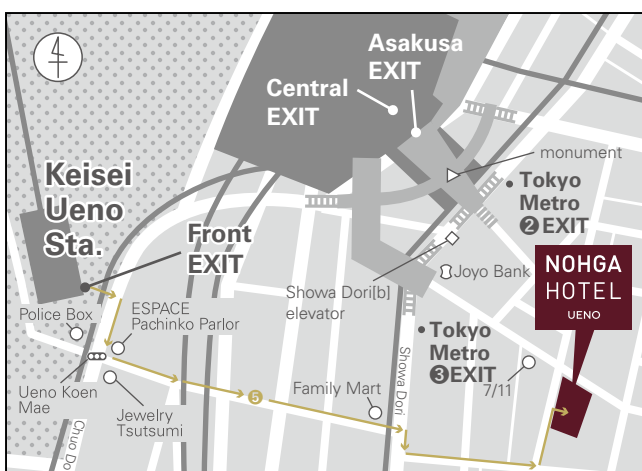 Asakusa
EXIT
Central
EXIT
monument
Keisei
Ueno
Sta.
Tokyo
Metro
❷EXIT
Front
EXIT
NOHGA
HOTEL
UENO
Joyo Bank
Showa Dori[b]
elevator
Police Box
ESPACE
Pachinko Parlor
Tokyo
Metro
❸EXIT
Showa Dori
7/11
Ueno Koen
Mae
Jewelry
Tsutsumi
❺
Family Mart
Chuo Do